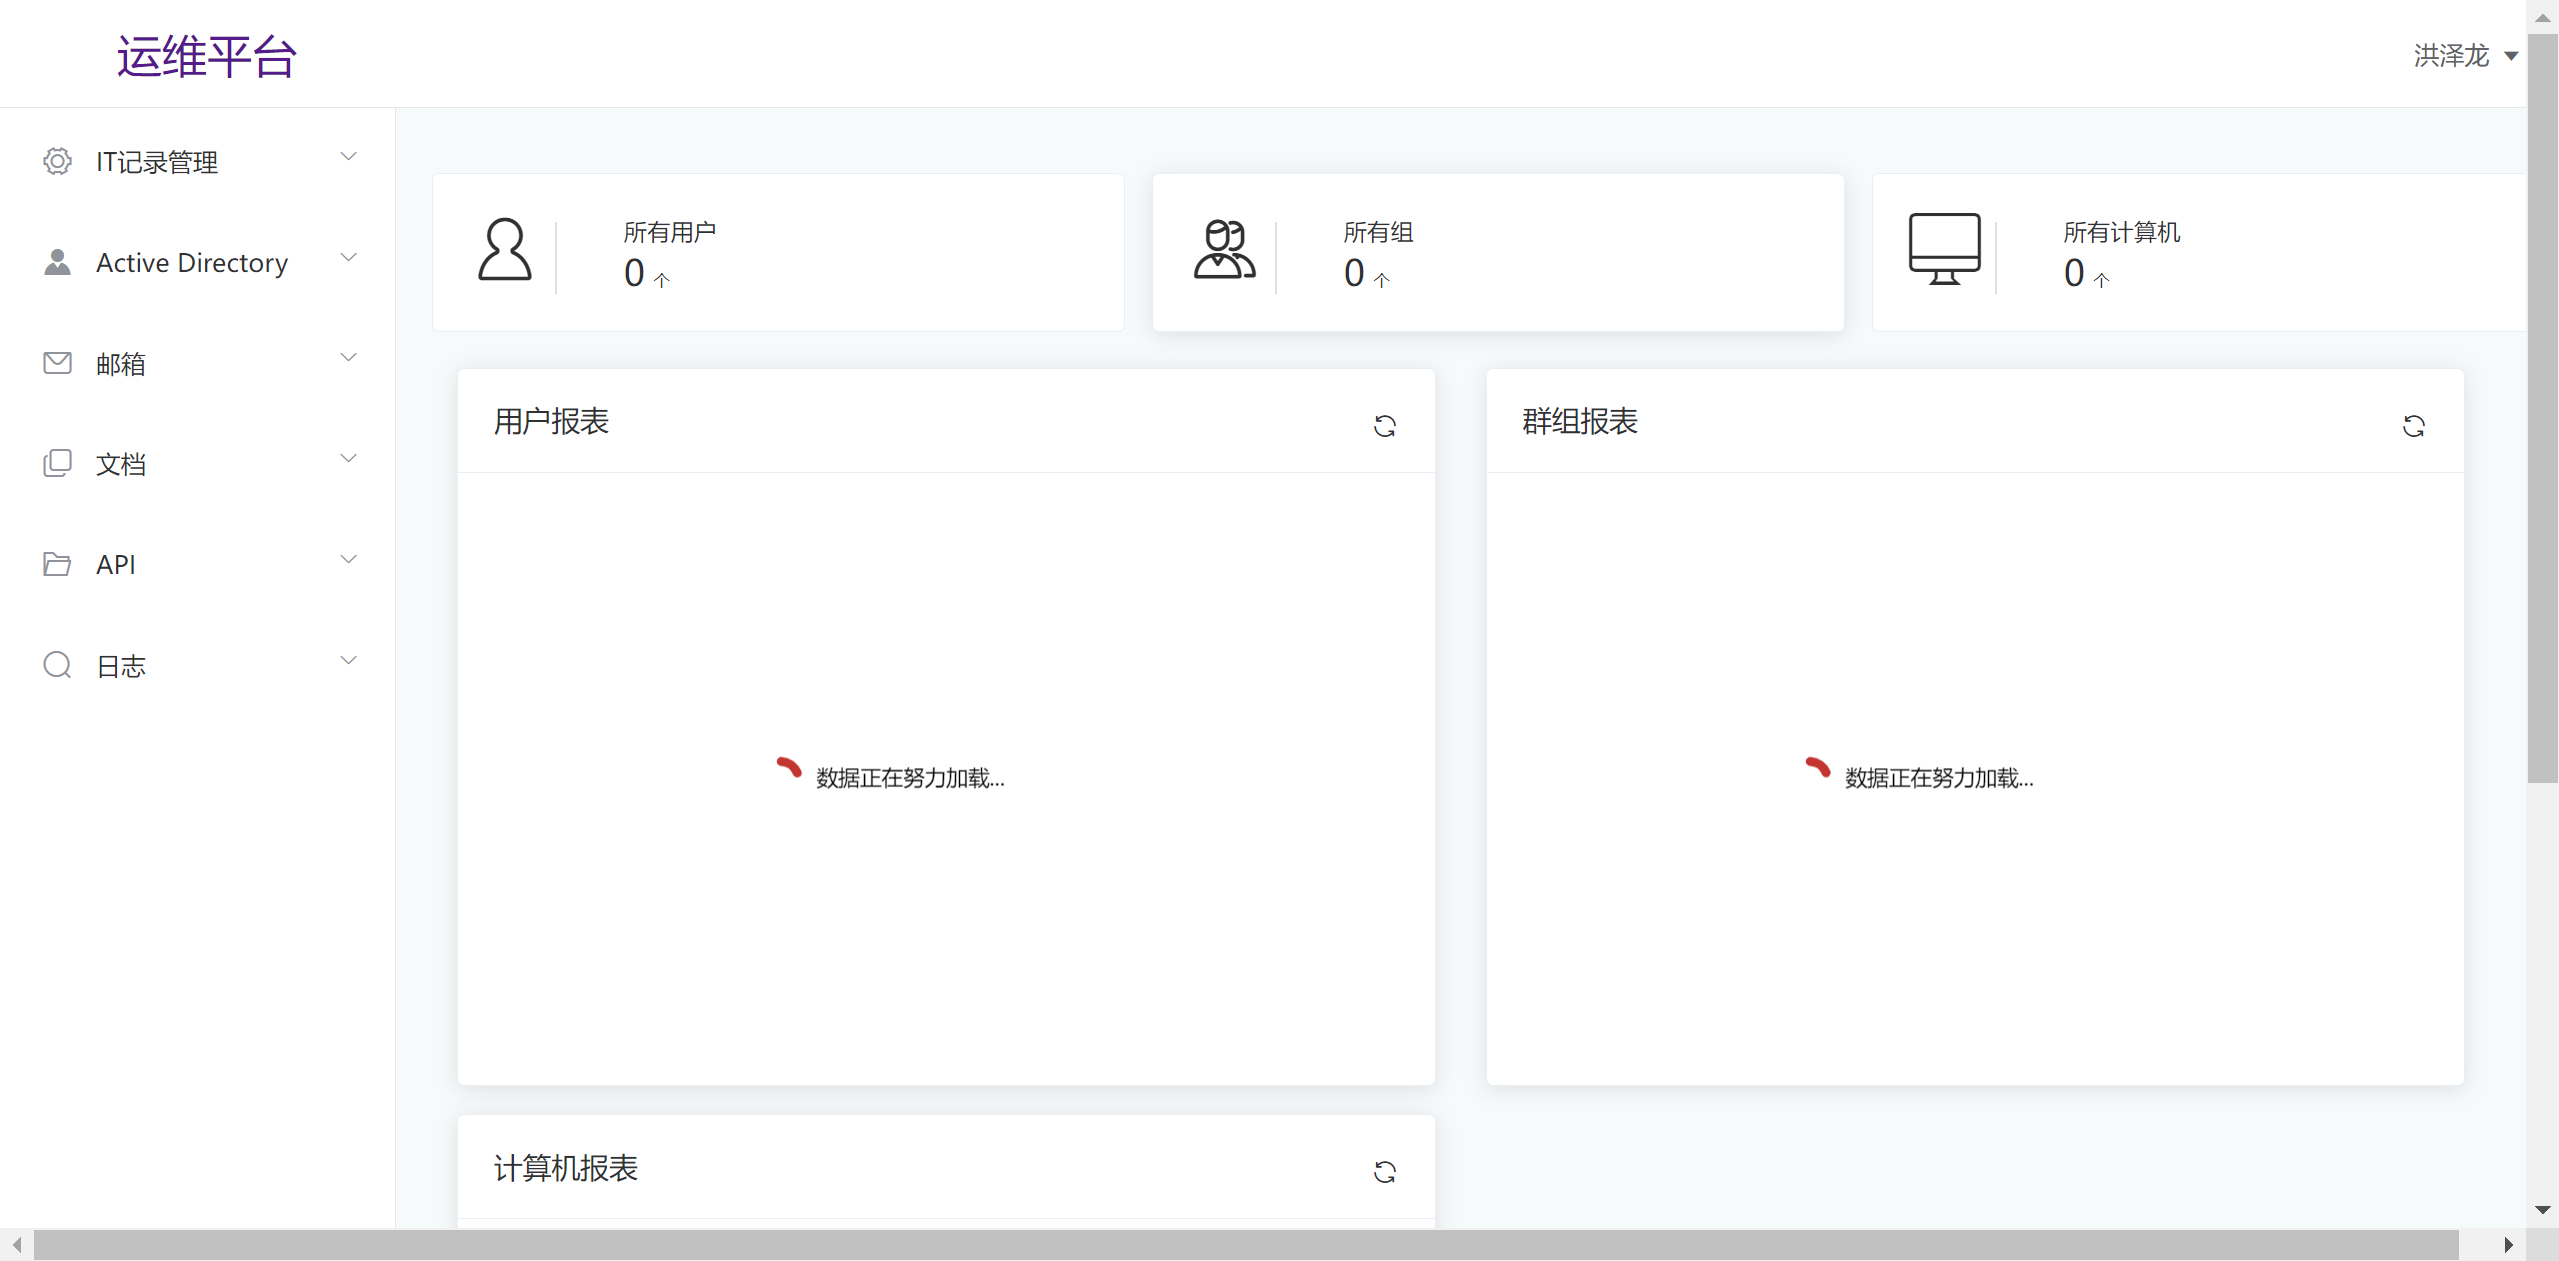 运维平台
洪泽龙
IT记录管理
Active Directory
邮箱
文档
API
日志
所有用户
0 个
所有组
0 个
所有计算机
0 个
用户报表
群组报表
数据正在努力加载...
数据正在努力加载...
计算机报表